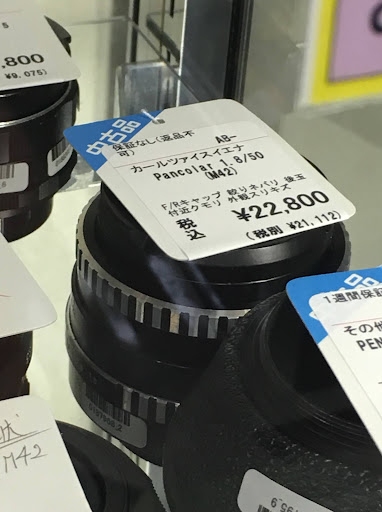 ,800
¥9,075)
中古品
保証なし(返品不
可)
AB-
カールツァイスイエナ
Pancolar 1.8/50
(M42)
F/Rキャップ 絞りネバリ 後玉
付近クモリ 外観スリキズ
税
込
¥22,800
(税別 ¥21,112)
中古品
1週間保証
その他
PEN
M42